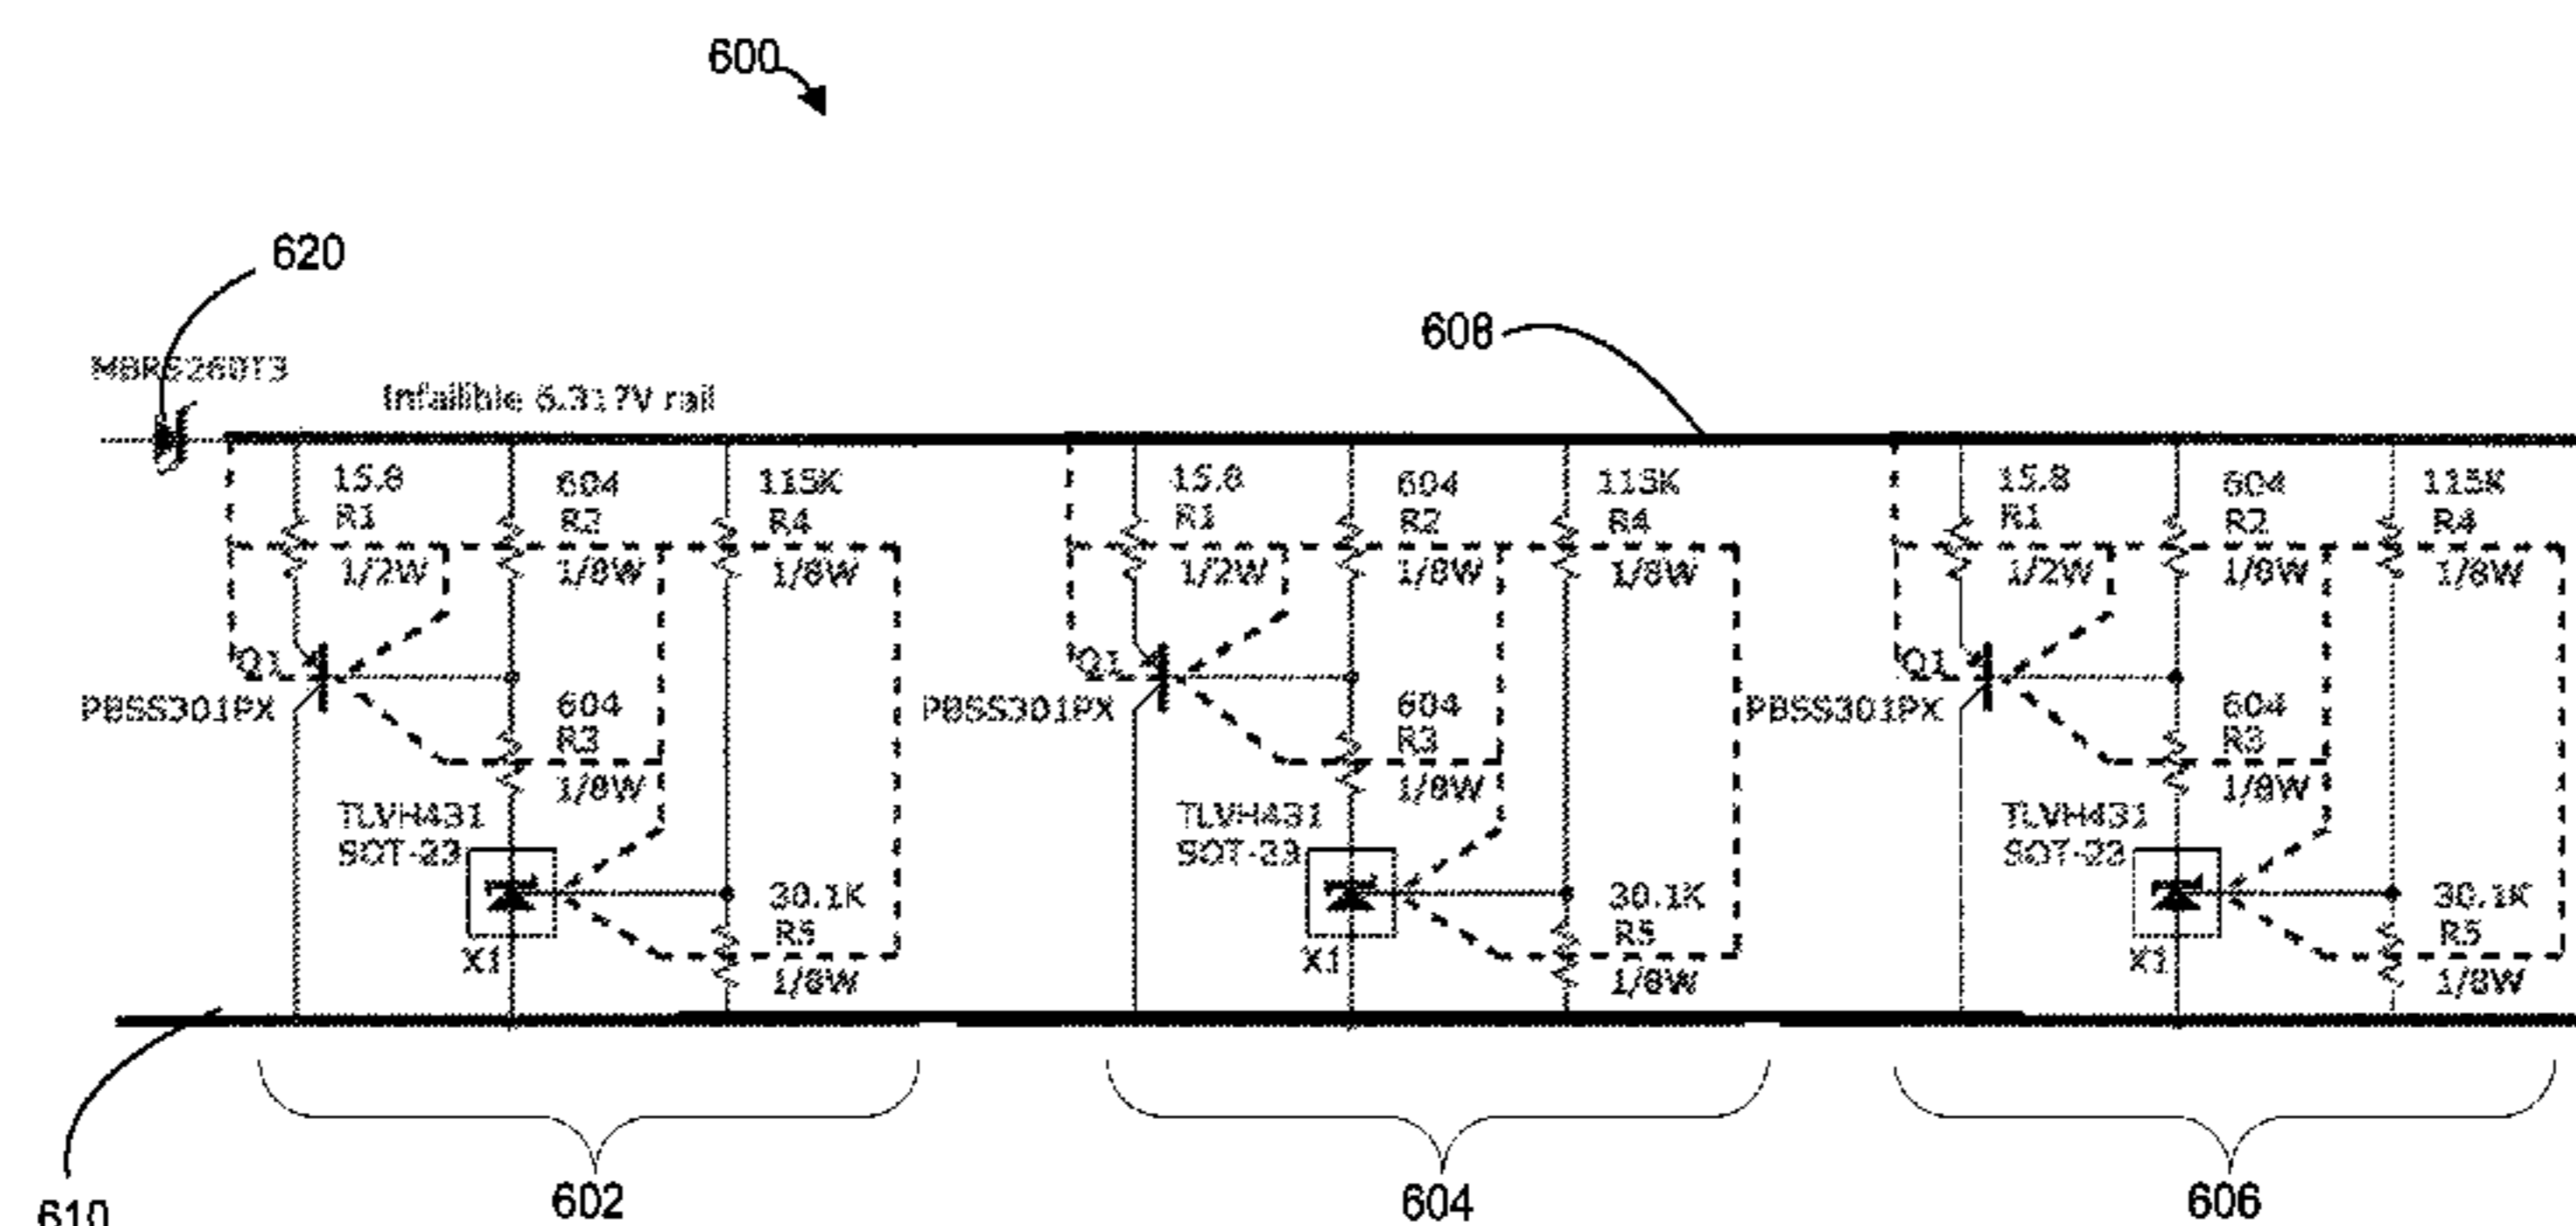 600
620
608
MBRS260T3
Infallible 6.317V rail
15.8
R1
1/2W
604
R2
1/8W
115K
R4
1/8W
Q1
PBSS301PX
604
R3
1/8W
TLVH431
SOT-23
X1
30.1K
R5
1/8W
15.8
R1
1/2W
604
R2
1/8W
115K
R4
1/8W
Q1
PBSS301PX
604
R3
1/8W
TLVH431
SOT-23
X1
30.1K
R5
1/8W
15.8
R1
1/2W
604
R2
1/8W
115K
R4
1/8W
Q1
PBSS301PX
604
R3
1/8W
TLVH431
SOT-23
X1
30.1K
R5
1/8W
610
602
604
606